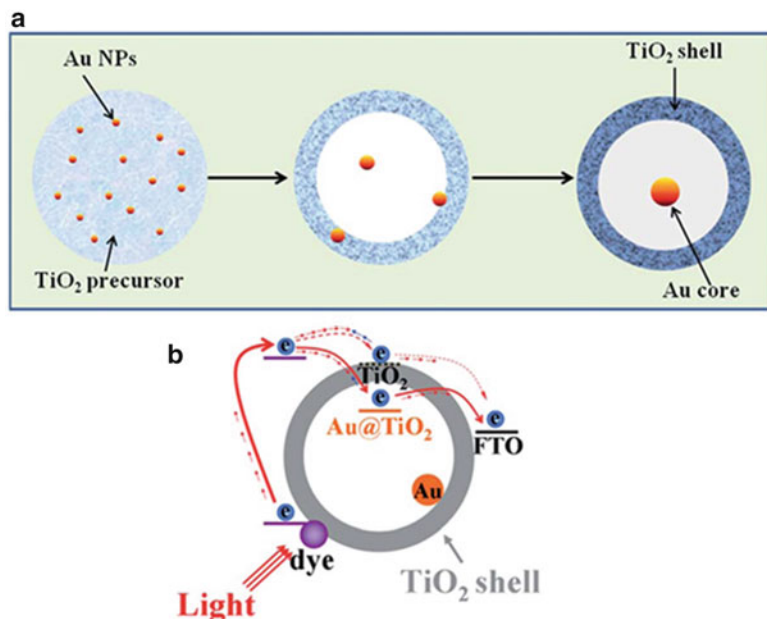 a
Au NPs
TiO₂ precursor
TiO₂ shell
Au core
b
e
e
TiO₂
e
Au@TiO₂
e
FTO
Au
e
dye
Light
TiO₂ shell